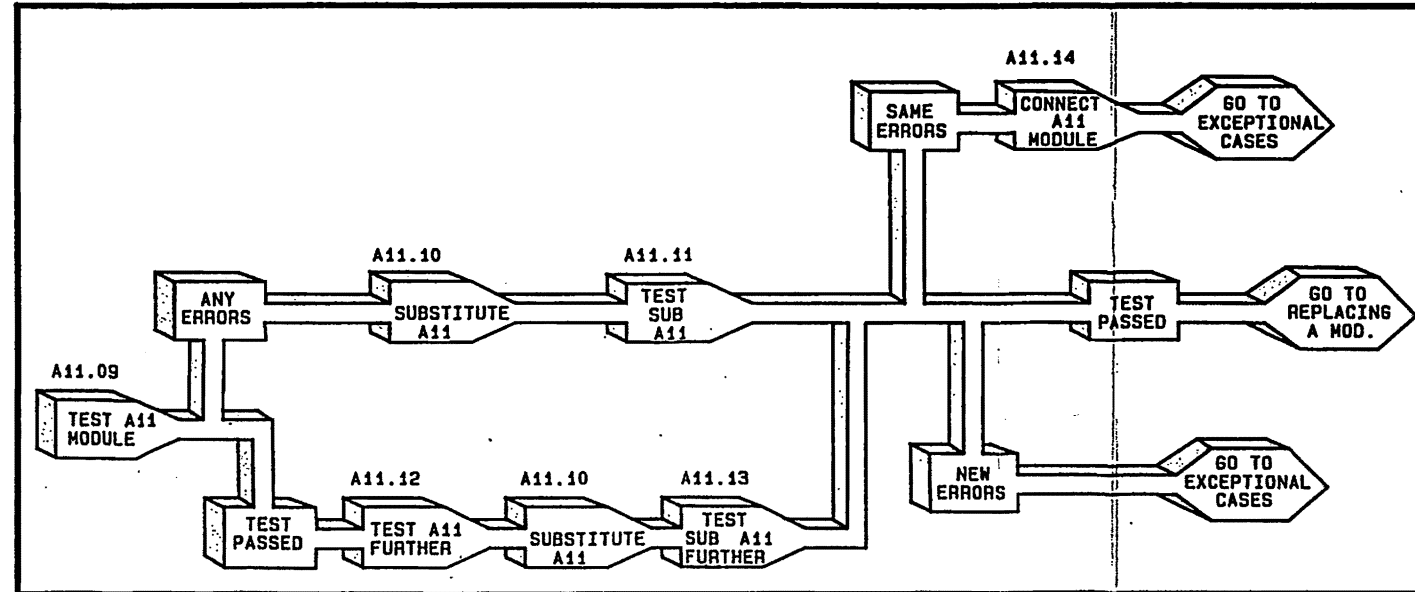 A11.14
SAME
ERRORS
CONNECT
A11
MODULE
GO TO
EXCEPTIONAL
CASES
A11.10
A11.11
ANY
ERRORS
SUBSTITUTE
A11
TEST
SUB
A11
TEST
PASSED
GO TO
REPLACING
A MOD.
A11.09
TEST A11
MODULE
A11.12
A11.10
A11.13
NEW
ERRORS
GO TO
EXCEPTIONAL
CASES
TEST
PASSED
TEST A11
FURTHER
SUBSTITUTE
A11
TEST
SUB A11
FURTHER